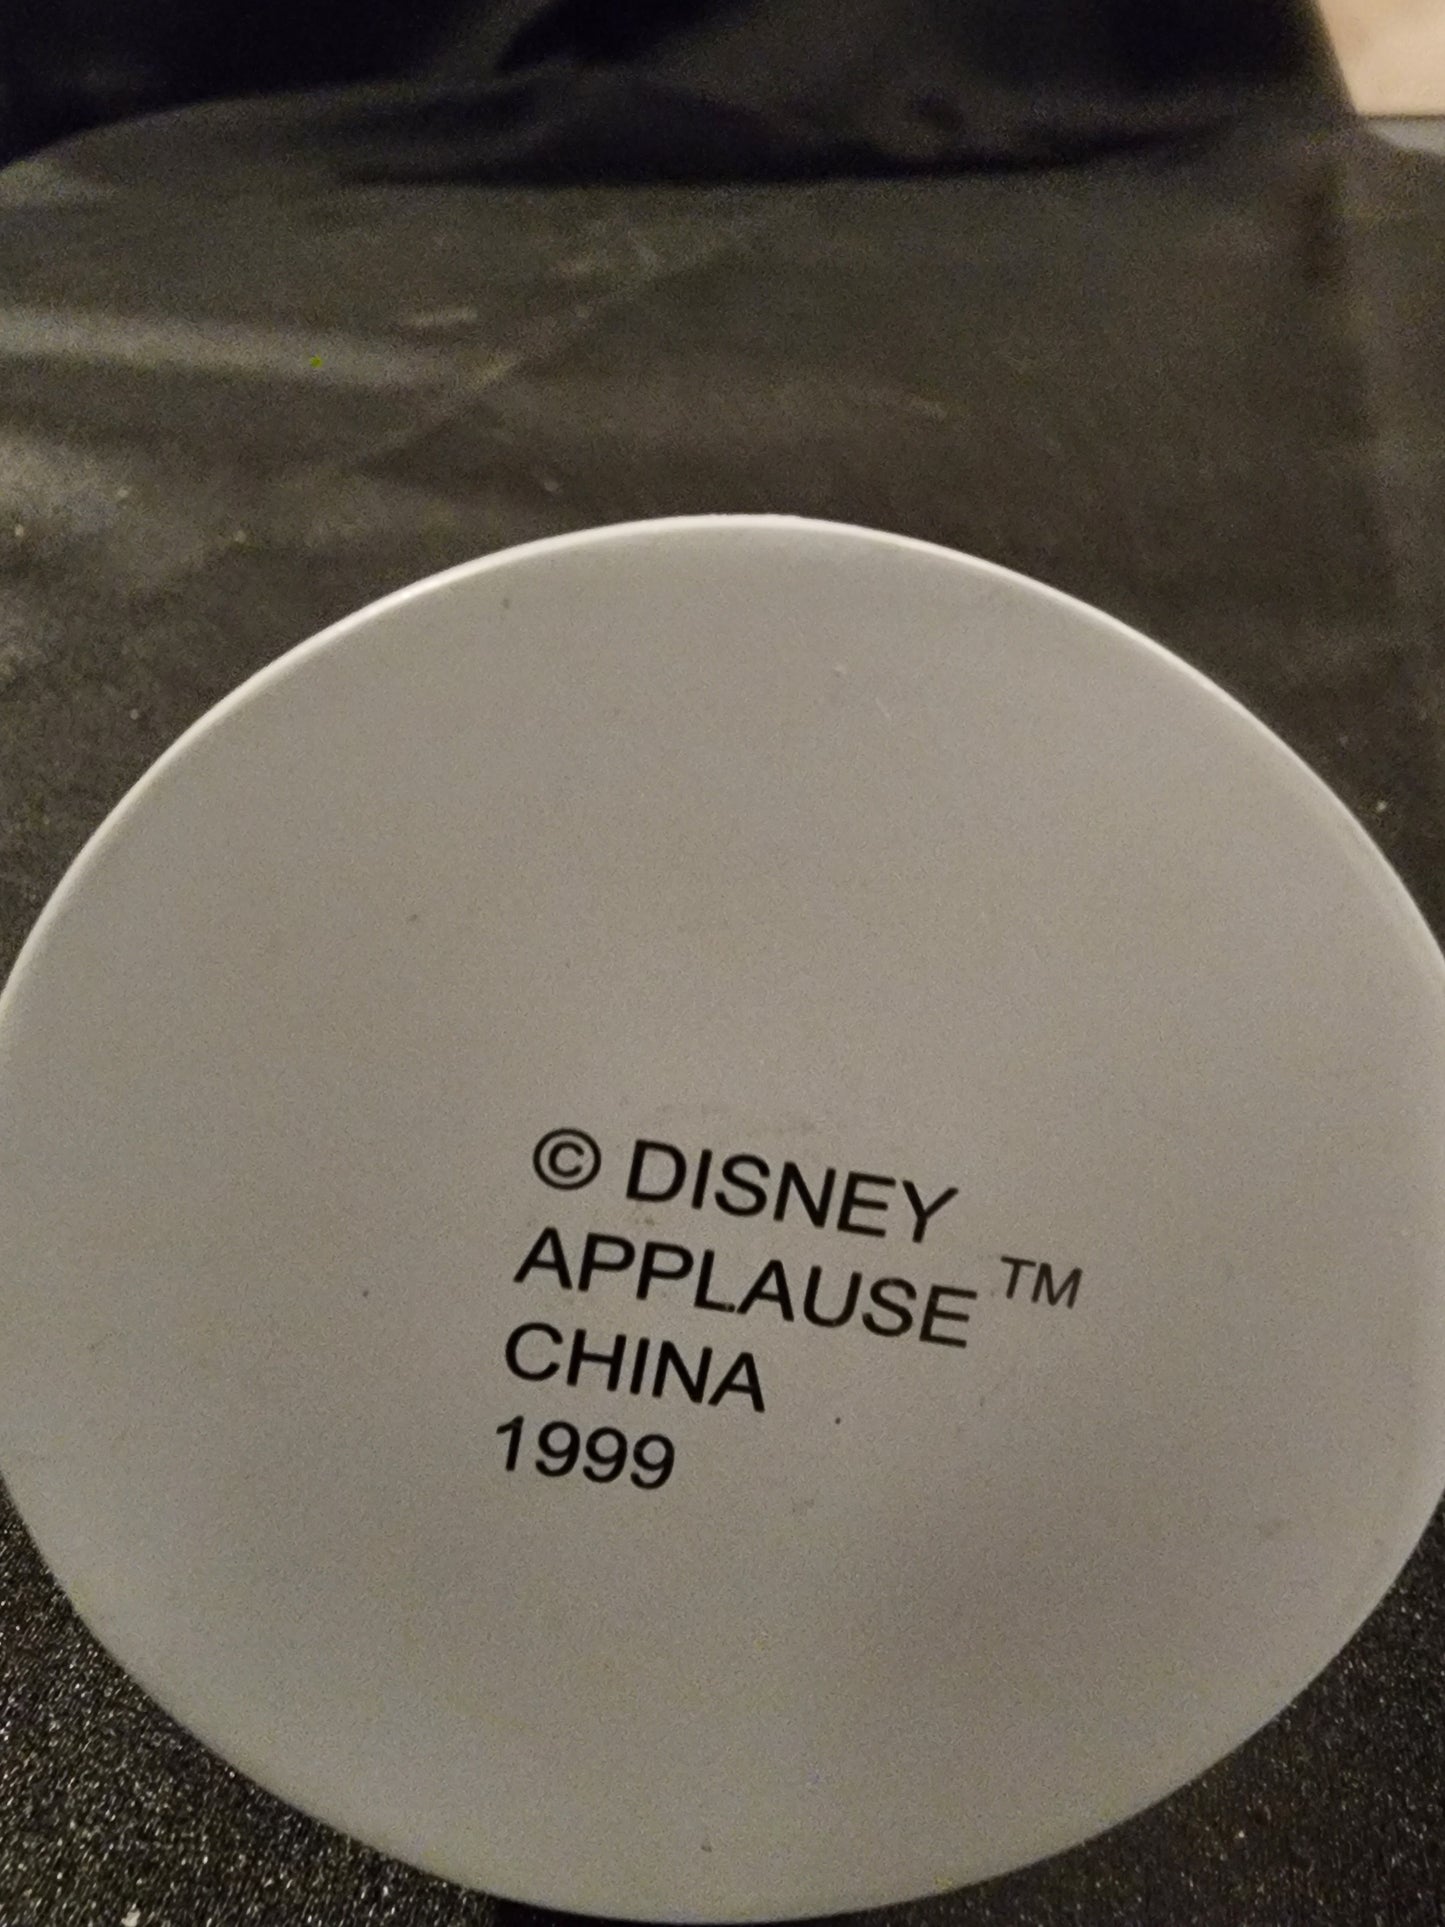 © DISNEY
APPLAUSE ™
CHINA
1999